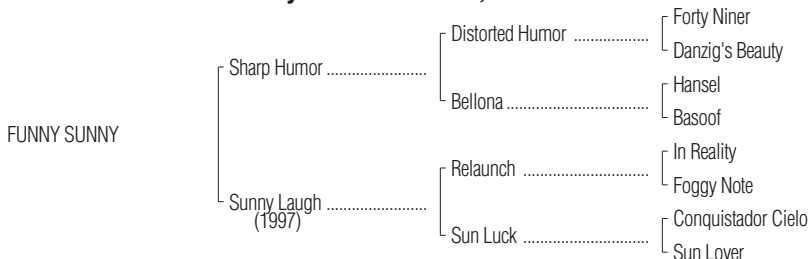 Forty Niner
Distorted Humor ..................
Danzig's Beauty
Sharp Humor ........................
Hansel
Bellona ..................................
Basoof
FUNNY SUNNY
In Reality
Relaunch ..............................
Foggy Note
Sunny Laugh ........................
(1997)
Conquistador Cielo
Sun Luck ..............................
Sun Lover